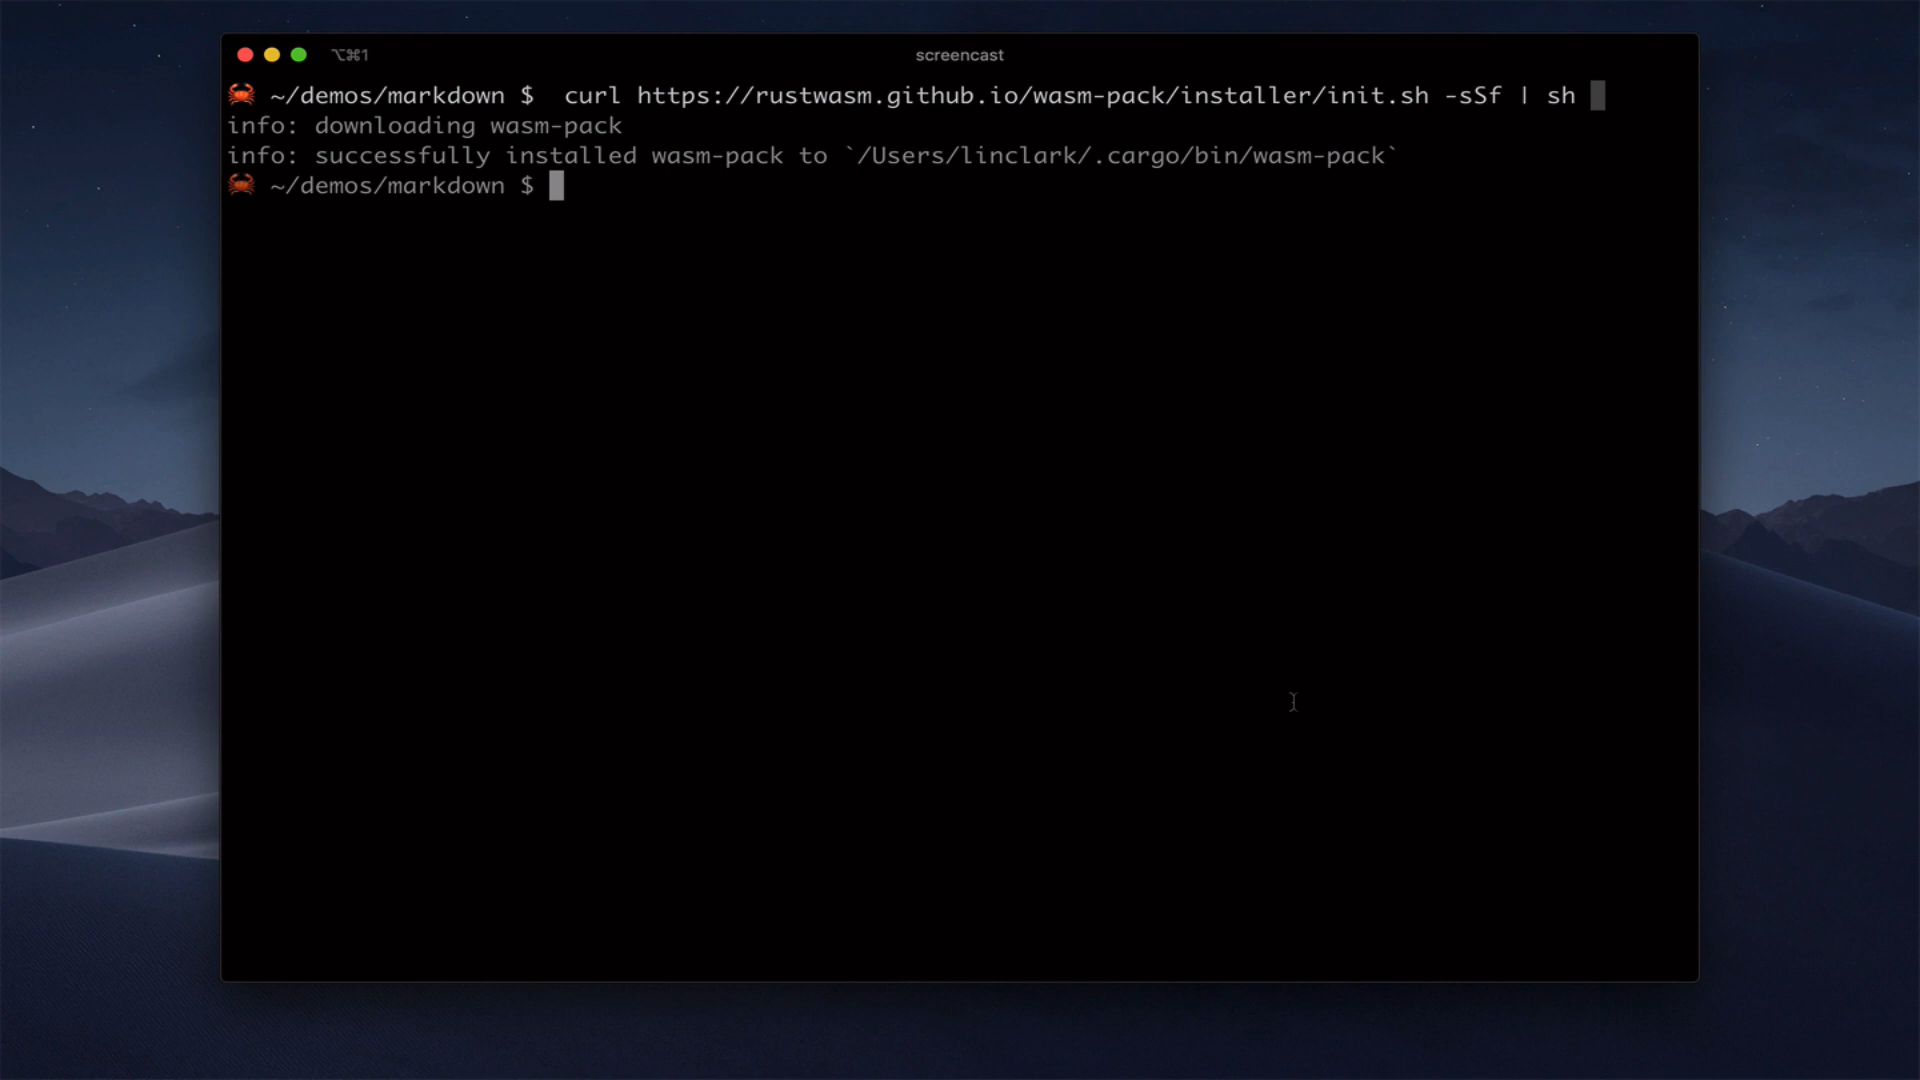 ⌥⌘1
screencast
🦀 ~/demos/markdown $  curl https://rustwasm.github.io/wasm-pack/installer/init.sh -sSf | sh
info: downloading wasm-pack
info: successfully installed wasm-pack to `/Users/linclark/.cargo/bin/wasm-pack`
🦀 ~/demos/markdown $